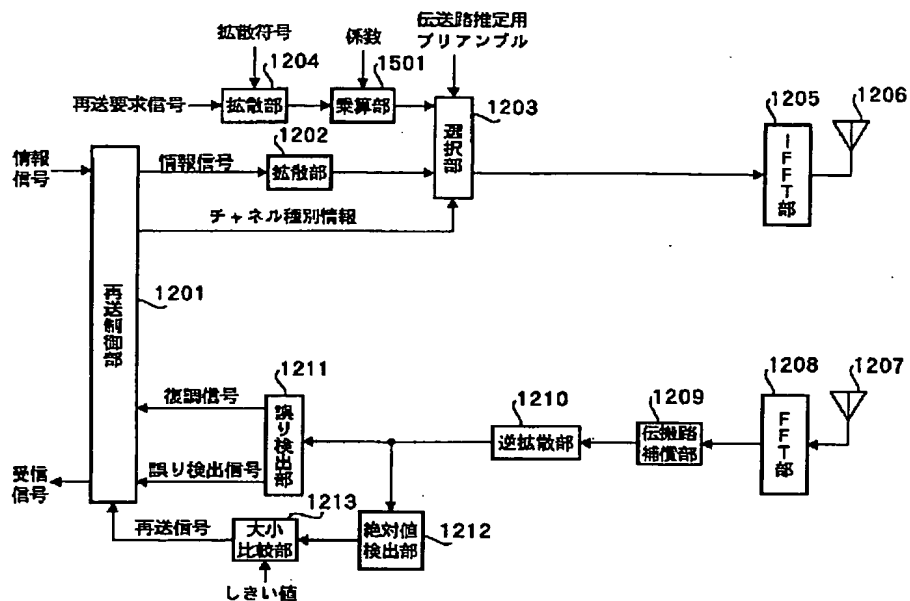 拡散符号
係数
伝送路推定用
プリアンブル
1204
1501
1203
再送要求信号
拡散部
乗算部
選択部
1205
1206
IFFT部
1202
情報
信号
情報信号
拡散部
チャネル種別情報
1201
再送制御部
1211
1210
1209
1208
1207
復調信号
誤り検出部
逆拡散部
伝搬路
補償部
FFT部
受信
信号
誤り検出信号
1213
再送信号
大小
比較部
絶対値
検出部
1212
しきい値